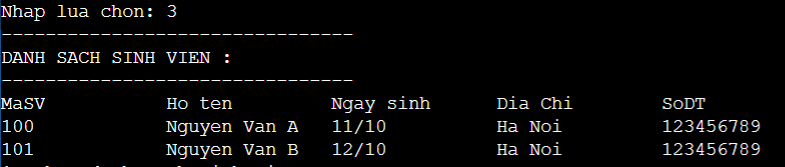 Nhap lua chon: 3
--------------------------------
DANH SACH SINH VIEN :
--------------------------------
MaSV Ho ten Ngay sinh Dia Chi SoDT
100 Nguyen Van A 11/10 Ha Noi 123456789
101 Nguyen Van B 12/10 Ha Noi 123456789